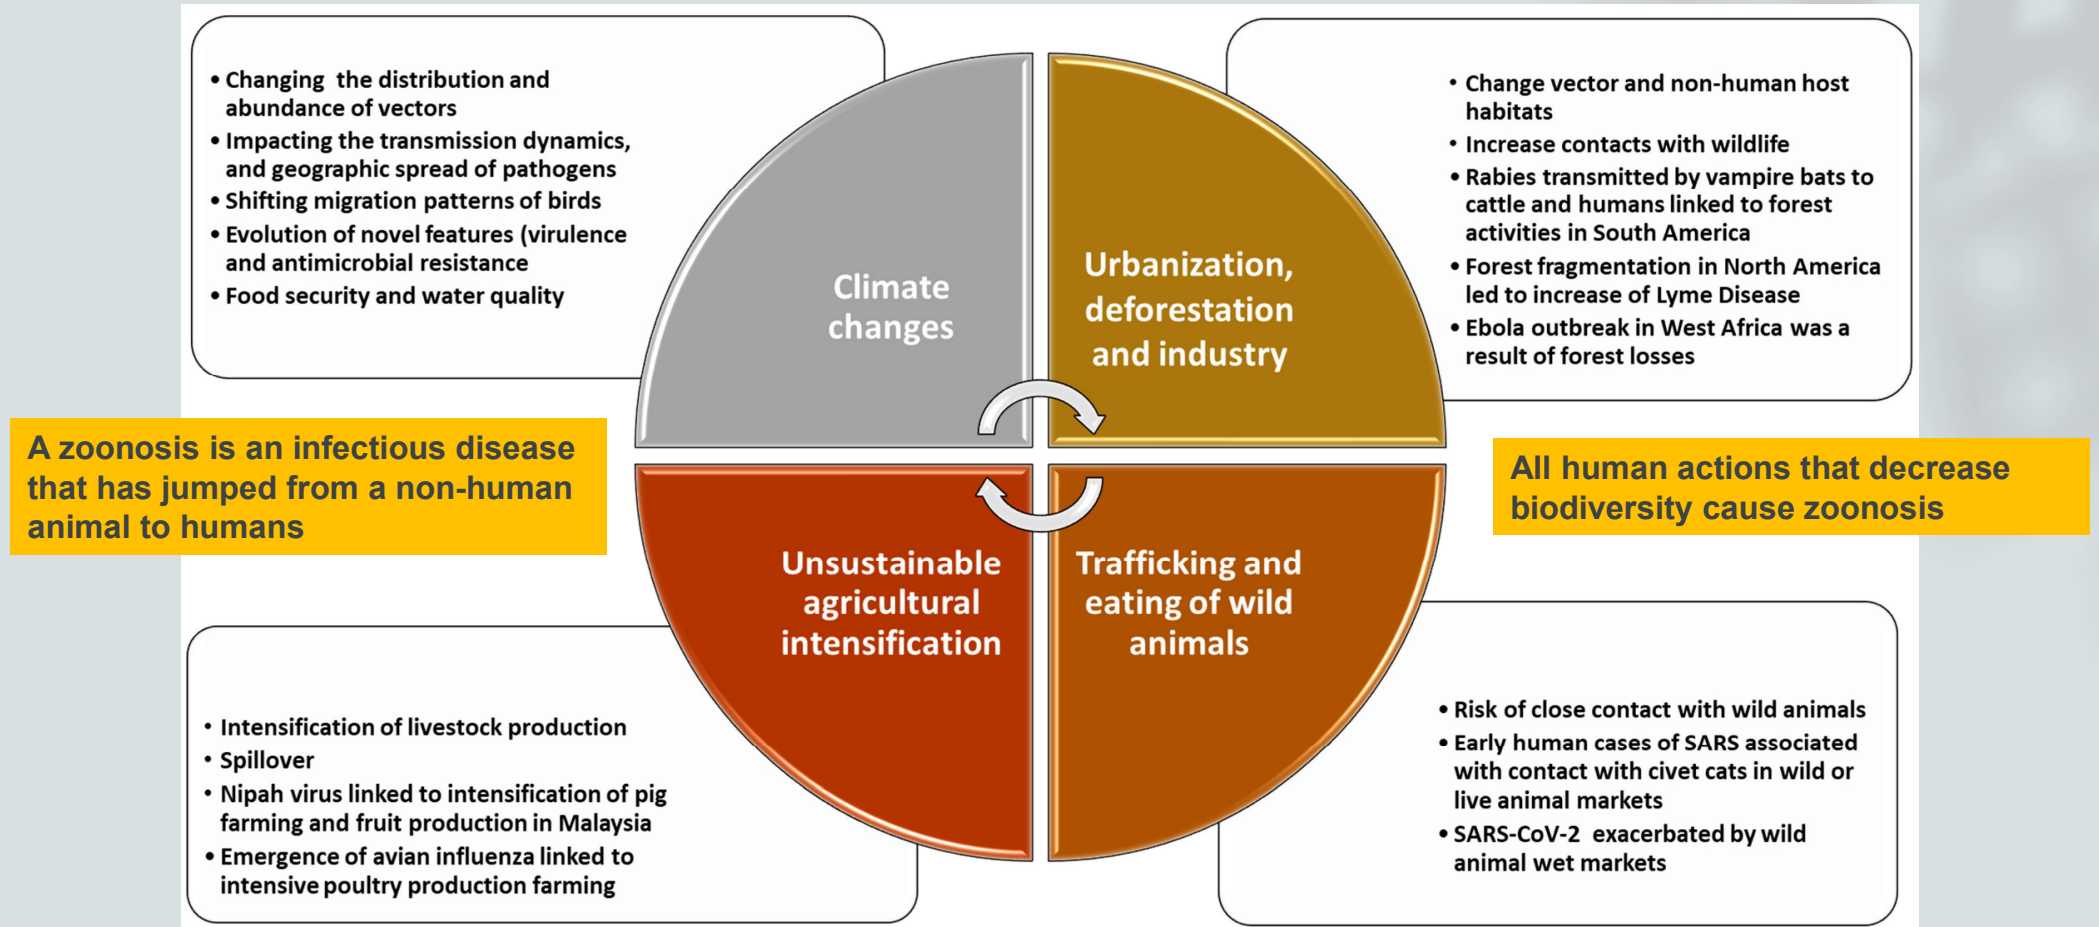 • Changing the distribution and
abundance of vectors
• Impacting the transmission dynamics,
and geographic spread of pathogens
• Shifting migration patterns of birds
• Evolution of novel features (virulence
and antimicrobial resistance
• Food security and water quality
Climate
changes
Urbanization,
deforestation
and industry
• Change vector and non-human host
habitats
• Increase contacts with wildlife
• Rabies transmitted by vampire bats to
cattle and humans linked to forest
activities in South America
• Forest fragmentation in North America
led to increase of Lyme Disease
• Ebola outbreak in West Africa was a
result of forest losses
A zoonosis is an infectious disease
that has jumped from a non-human
animal to humans
All human actions that decrease
biodiversity cause zoonosis
Unsustainable
agricultural
intensification
Trafficking and
eating of wild
animals
• Intensification of livestock production
• Spillover
• Nipah virus linked to intensification of pig
farming and fruit production in Malaysia
• Emergence of avian influenza linked to
intensive poultry production farming
• Risk of close contact with wild animals
• Early human cases of SARS associated
with contact with civet cats in wild or
live animal markets
• SARS-CoV-2 exacerbated by wild
animal wet markets